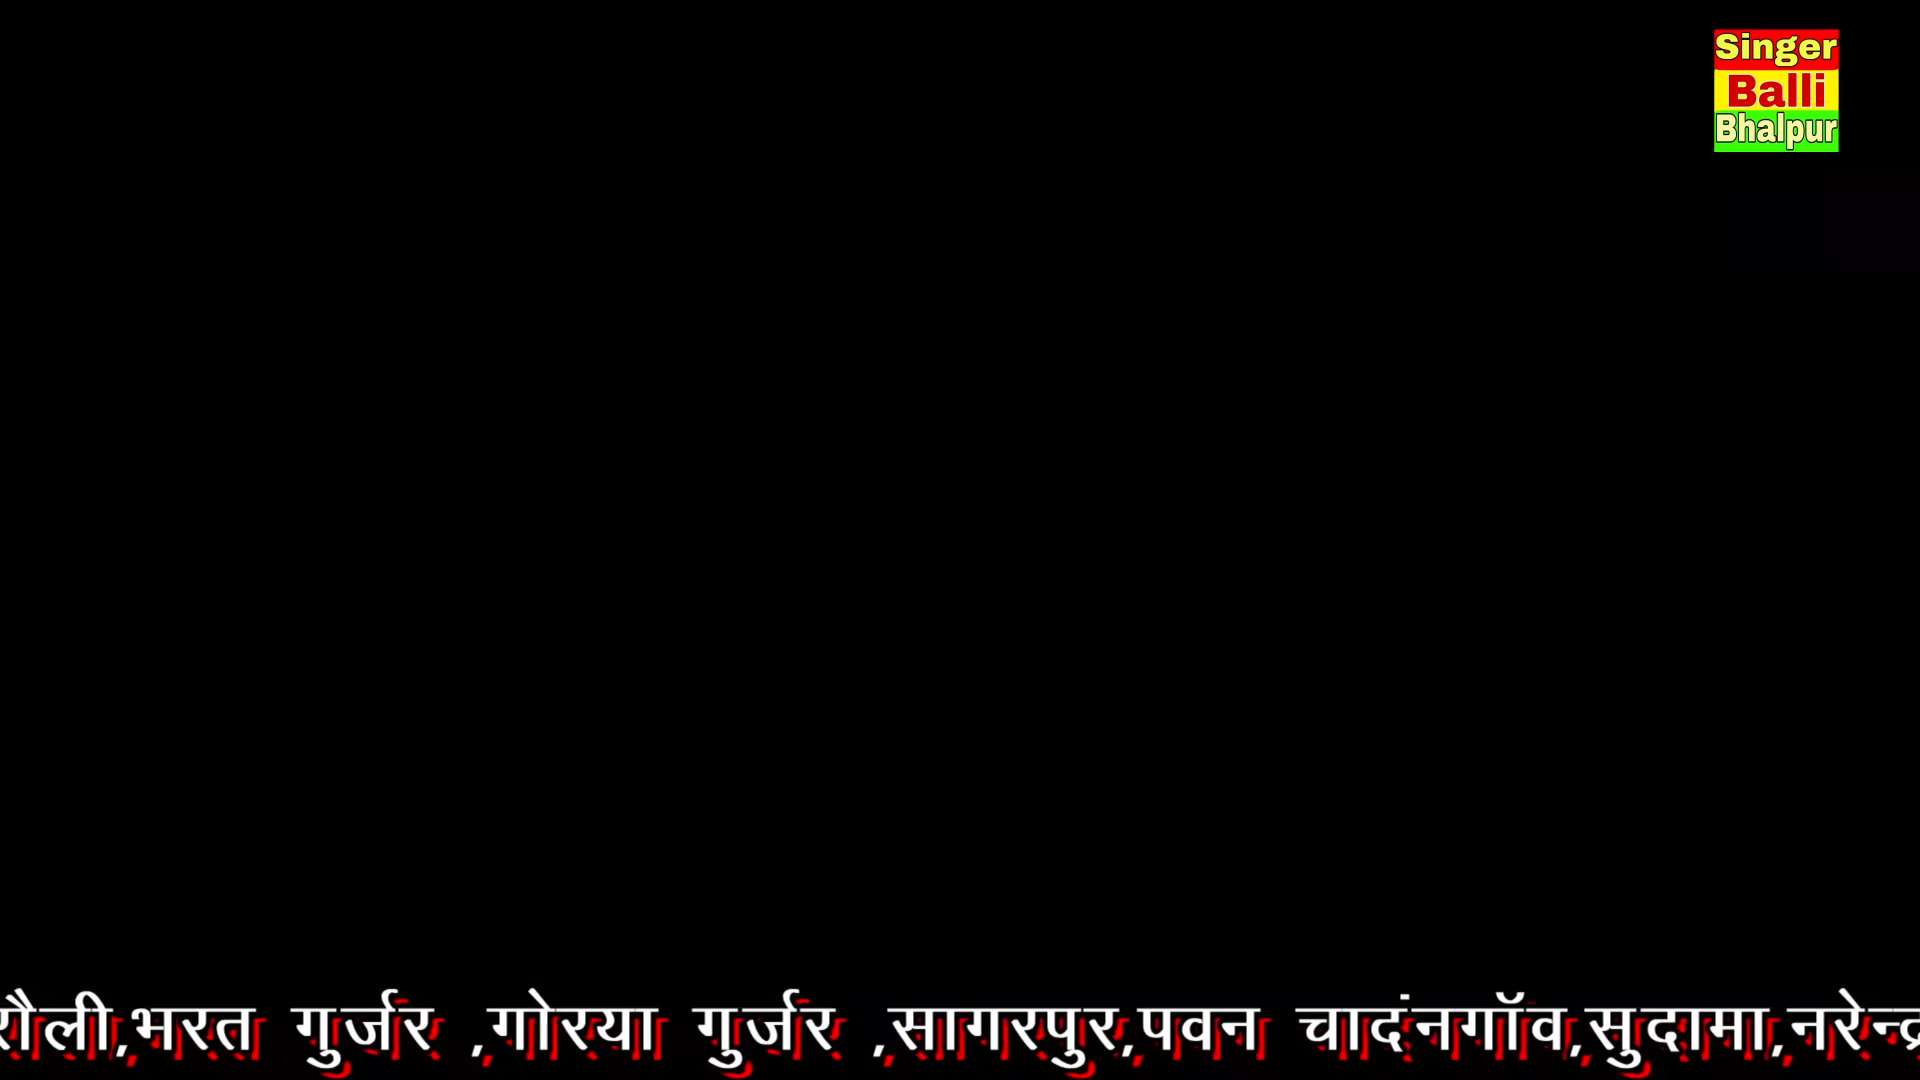 Singer
Balli
Bhalpur
रौली,भरत गुर्जर ,गोरया गुर्जर ,सागरपुर,पवन चादंनगॉव,सुदामा,नरेन्द्र